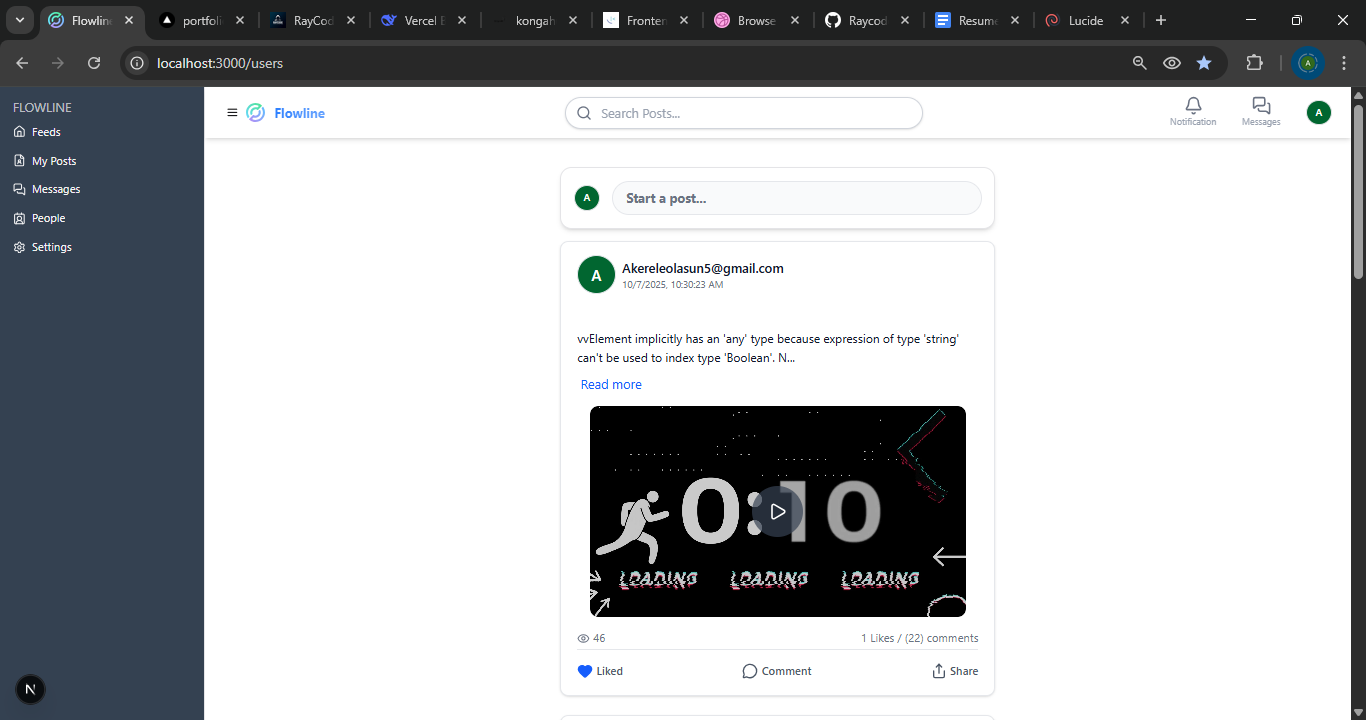 Flowline
portfoli
RayCod
Vercel E
kongah
Fronter
Browse
Raycod
Resume
Lucide
localhost:3000/users
A
FLOWLINE
Feeds
My Posts
Messages
People
Settings
N
Flowline
Search Posts...
Notification
Messages
A
A
Start a post...
A
Akereleolasun5@gmail.com
10/7/2025, 10:30:23 AM
vvElement implicitly has an 'any' type because expression of type 'string'
can't be used to index type 'Boolean'. N...
Read more
0:10
LOADING LOADING LOADING
46
1 Likes / (22) comments
Liked
Comment
Share